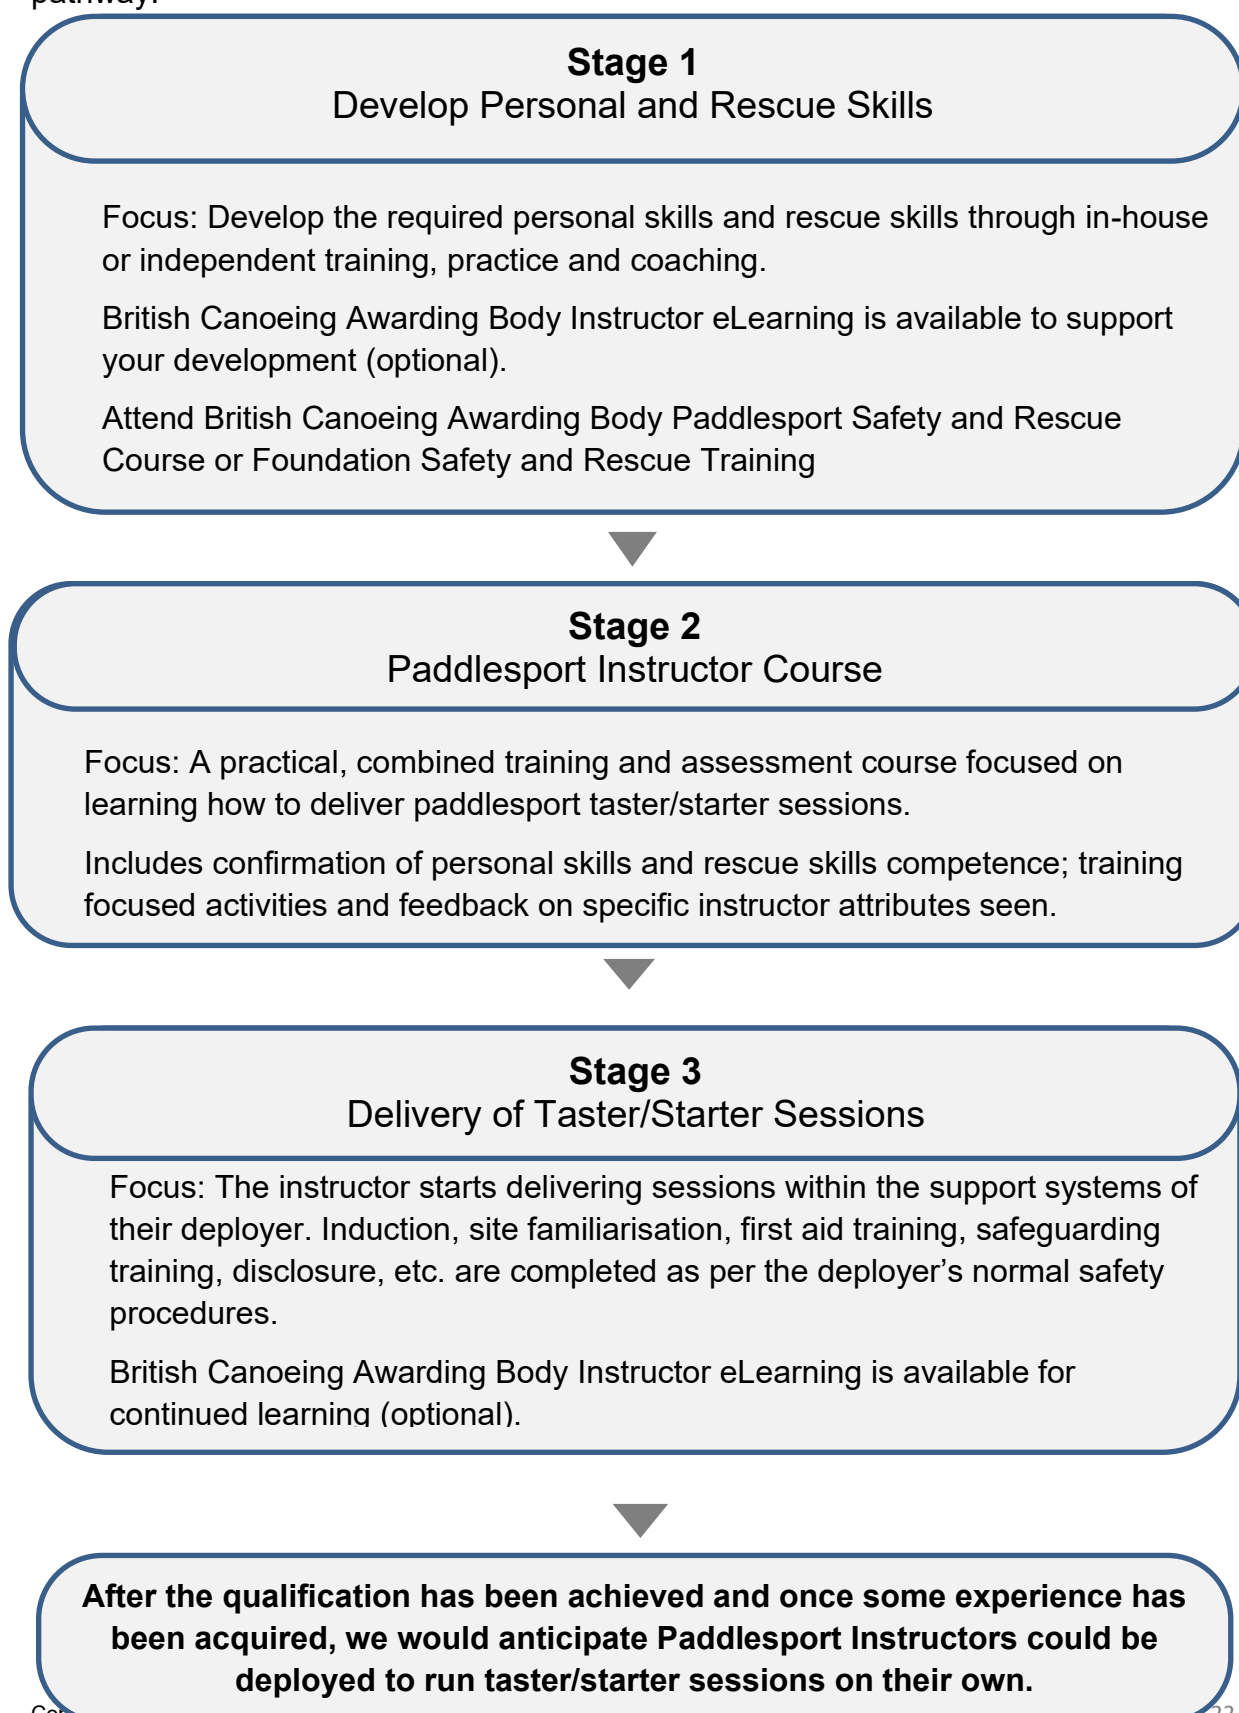 pathway.
Stage 1
Develop Personal and Rescue Skills
Focus: Develop the required personal skills and rescue skills through in-house
or independent training, practice and coaching.
British Canoeing Awarding Body Instructor eLearning is available to support
your development (optional).
Attend British Canoeing Awarding Body Paddlesport Safety and Rescue
Course or Foundation Safety and Rescue Training
Stage 2
Paddlesport Instructor Course
Focus: A practical, combined training and assessment course focused on
learning how to deliver paddlesport taster/starter sessions.
Includes confirmation of personal skills and rescue skills competence; training
focused activities and feedback on specific instructor attributes seen.
Stage 3
Delivery of Taster/Starter Sessions
Focus: The instructor starts delivering sessions within the support systems of
their deployer. Induction, site familiarisation, first aid training, safeguarding
training, disclosure, etc. are completed as per the deployer’s normal safety
procedures.
British Canoeing Awarding Body Instructor eLearning is available for
continued learning (optional).
After the qualification has been achieved and once some experience has
been acquired, we would anticipate Paddlesport Instructors could be
deployed to run taster/starter sessions on their own.